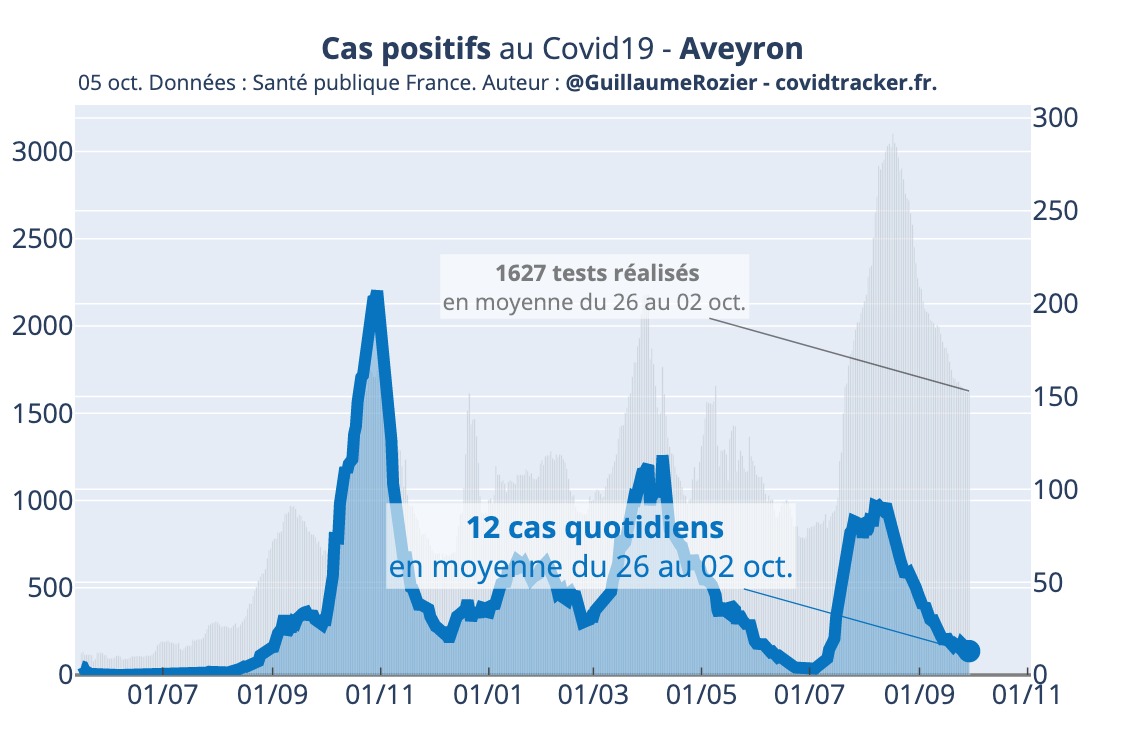 Cas positifs au Covid19 - Aveyron
05 oct. Données : Santé publique France. Auteur : @GuillaumeRozier - covidtracker.fr.
300
3000
250
2500
1627 tests réalisés
en moyenne du 26 au 02 oct.
200
2000
150
1500
100
1000
12 cas quotidiens
en moyenne du 26 au 02 oct.
50
500
0
0
01/07 01/09 01/11 01/01 01/03 01/05 01/07 01/09 01/11